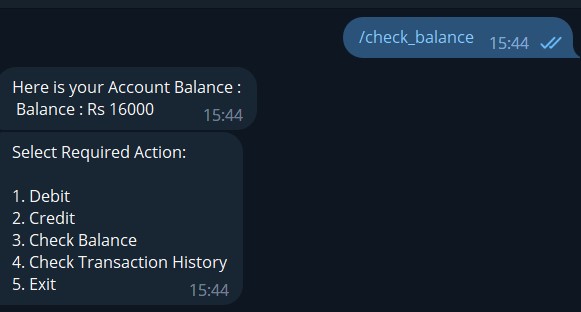 /check_balance 15:44
Here is your Account Balance :
Balance : Rs 16000 15:44
Select Required Action:
1. Debit
2. Credit
3. Check Balance
4. Check Transaction History
5. Exit 15:44